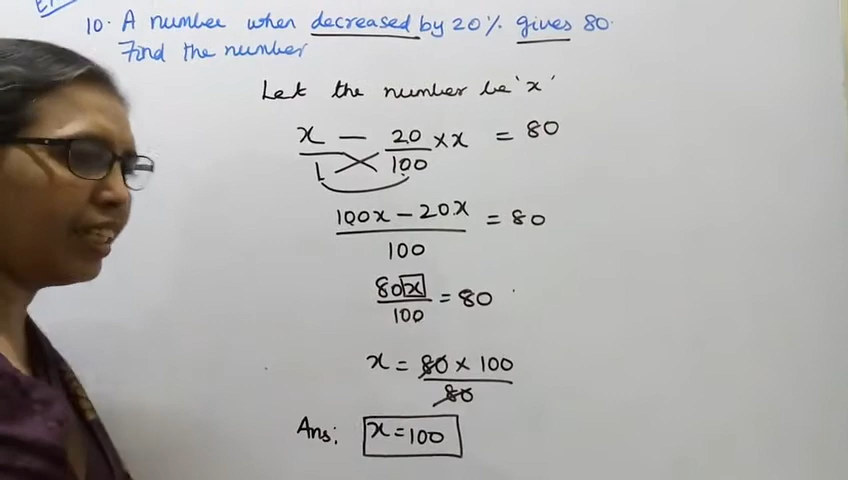 10. A number when decreased by 20% gives 80.
Find the number
Let the number be 'x'
x/1 — 20/100 × x = 80
100x – 20x / 100 = 80
80x / 100 = 80
x = 80 × 100 / 80
Ans: x = 100